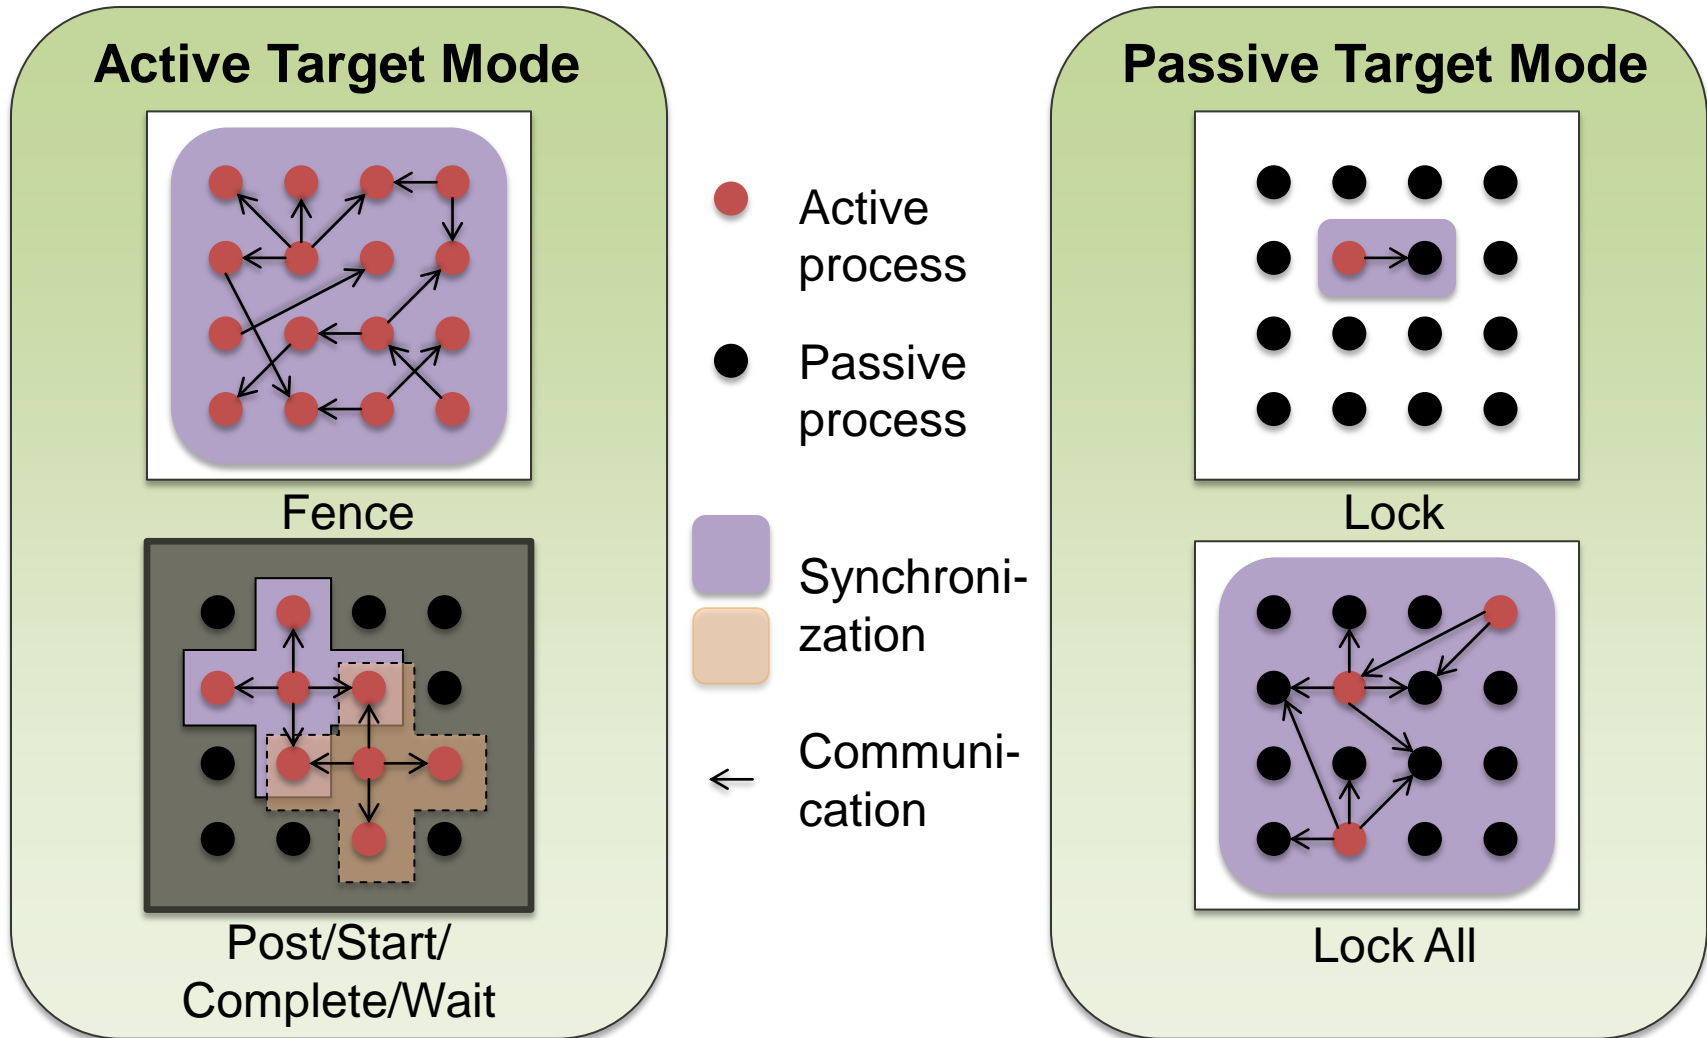 Active Target Mode
Fence
Post/Start/
Complete/Wait
Active
process
Passive
process
Synchroni-
zation
Communi-
cation
Passive Target Mode
Lock
Lock All